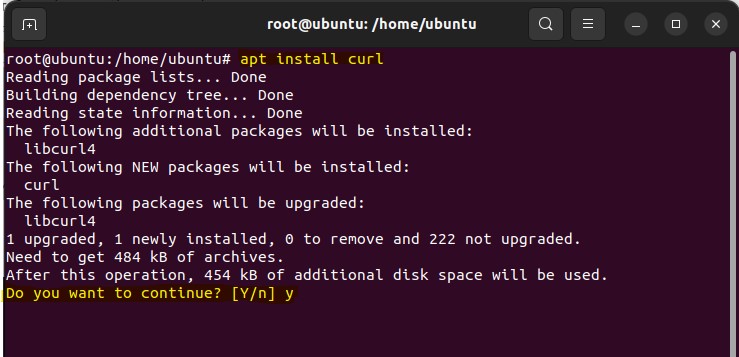 root@ubuntu: /home/ubuntu
root@ubuntu:/home/ubuntu# apt install curl
Reading package lists... Done
Building dependency tree... Done
Reading state information... Done
The following additional packages will be installed:
  libcurl4
The following NEW packages will be installed:
  curl
The following packages will be upgraded:
  libcurl4
1 upgraded, 1 newly installed, 0 to remove and 222 not upgraded.
Need to get 484 kB of archives.
After this operation, 454 kB of additional disk space will be used.
Do you want to continue? [Y/n] y